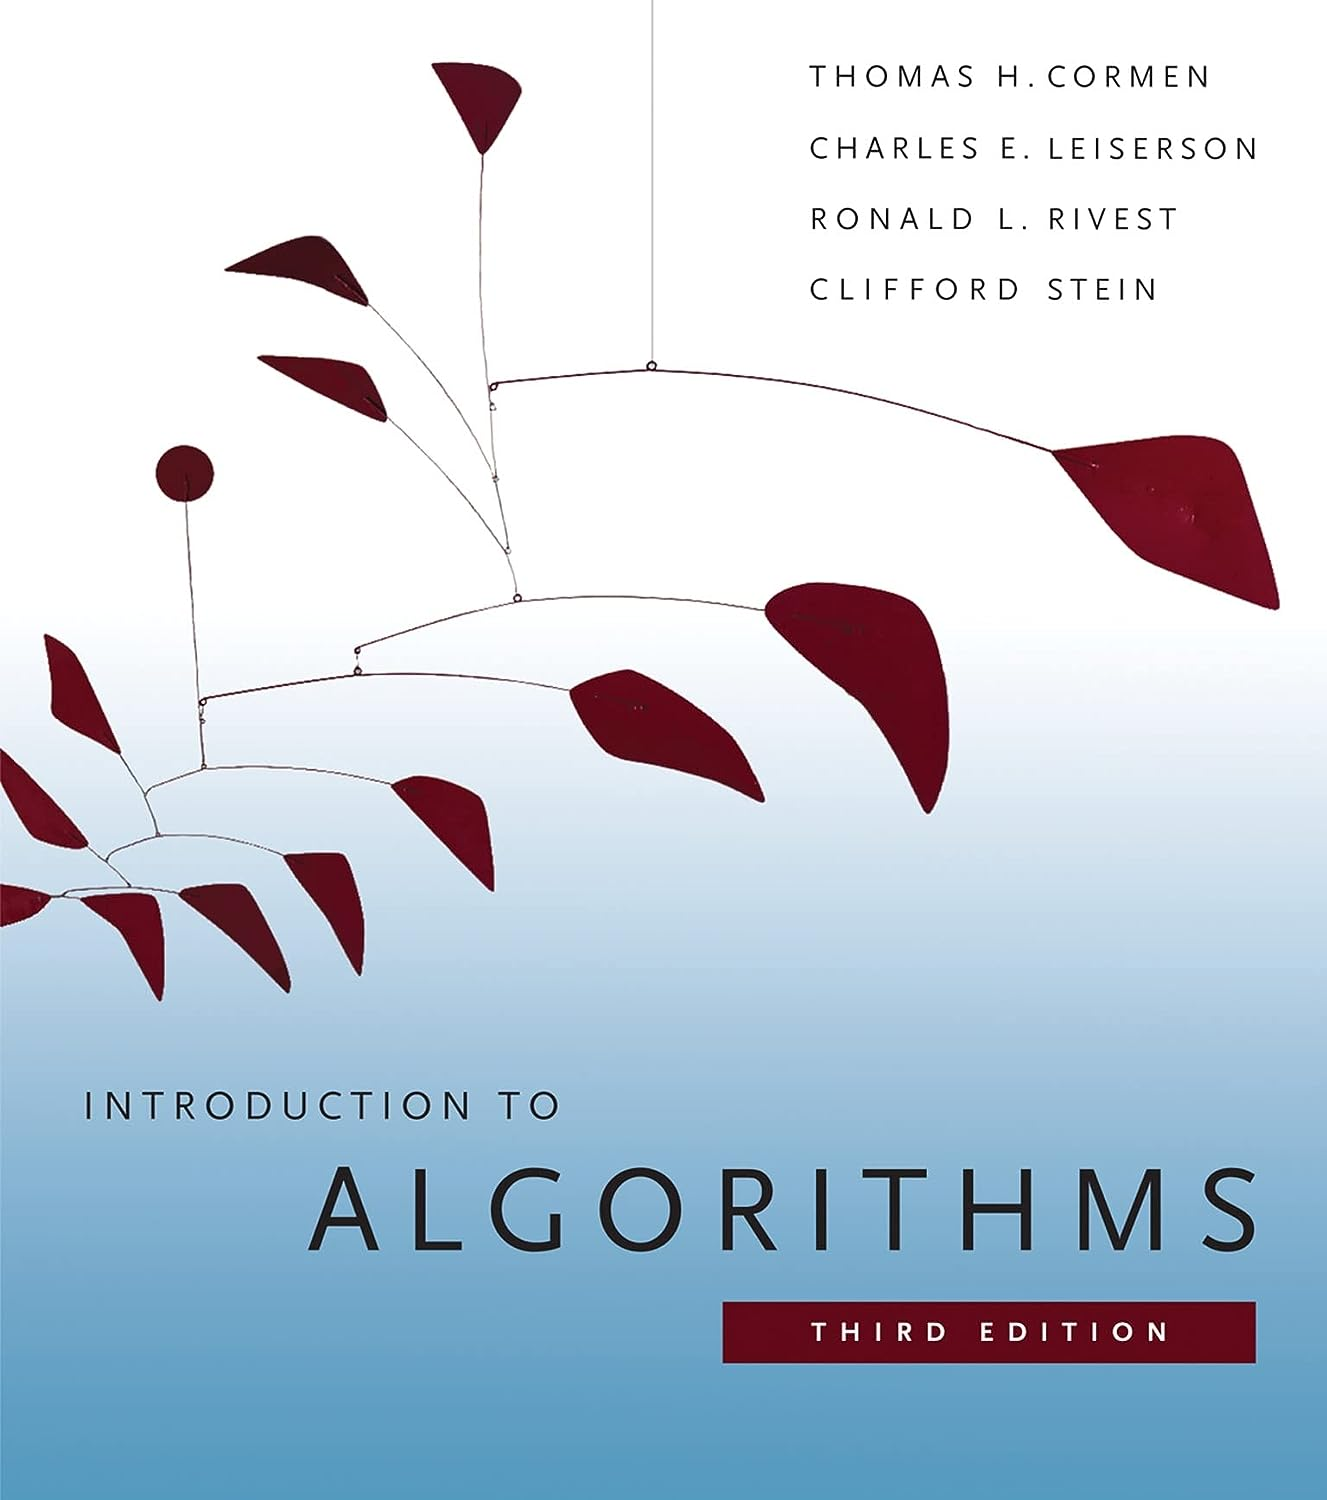 THOMAS H. CORMEN
CHARLES E. LEISERSON
RONALD L. RIVEST
CLIFFORD STEIN
INTRODUCTION TO
ALGORITHMS
THIRD EDITION